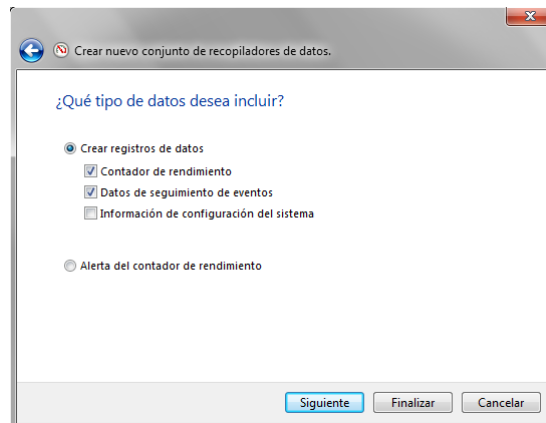 Crear nuevo conjunto de recopiladores de datos.
¿Qué tipo de datos desea incluir?
Crear registros de datos
Contador de rendimiento
Datos de seguimiento de eventos
Información de configuración del sistema
Alerta del contador de rendimiento
Siguiente Finalizar Cancelar